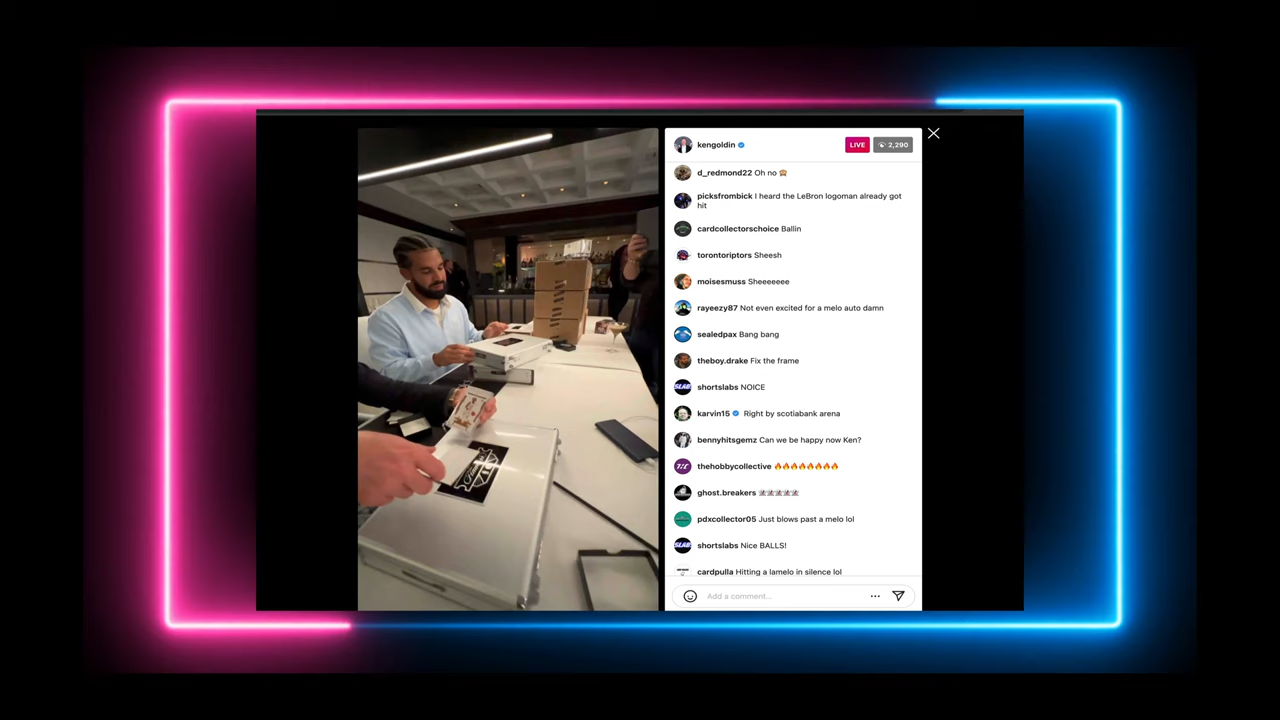 kengoldin
LIVE
2,290
d_redmond22 Oh no 🙈
picksfrombick I heard the LeBron logoman already got
hit
cardcollectorschoice Ballin
torontoriptors Sheesh
moisesmuss Sheeeeeee
rayeezy87 Not even excited for a melo auto damn
sealedpax Bang bang
theboy.drake Fix the frame
shortslabs NOICE
karvin15 Right by scotiabank arena
bennyhitsgemz Can we be happy now Ken?
thehobbycollective 🔥🔥🔥🔥🔥🔥🔥🔥
ghost.breakers
pdxcollector05 Just blows past a melo lol
shortslabs Nice BALLS!
cardpulla Hitting a lamelo in silence lol
Add a comment...